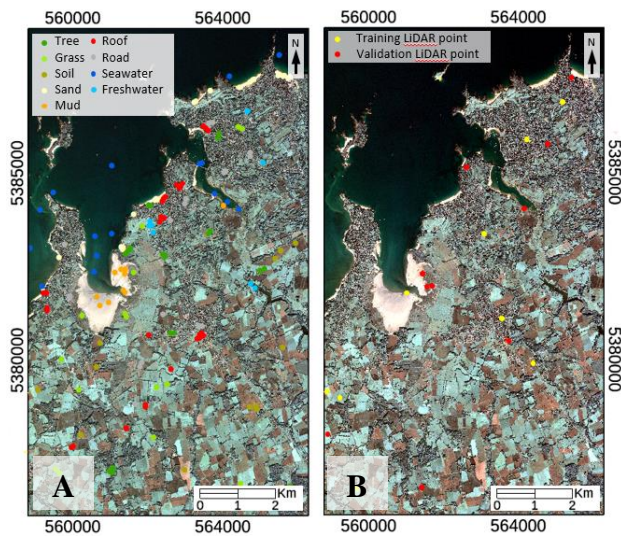 560000 564000
560000 564000
Tree Roof
Grass Road
Soil Seawater
Sand Freshwater
Mud
N
Training LiDAR point
Validation LiDAR point
N
5385000
5385000
5380000
5380000
A
0 1 2 Km
B
0 1 2 Km
560000 564000
560000 564000